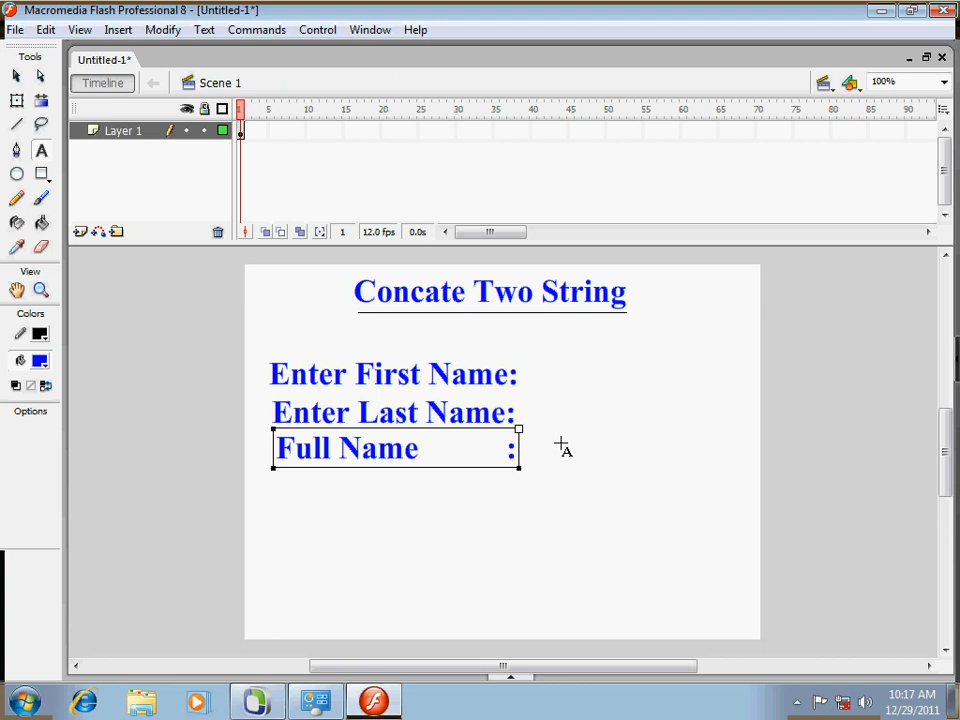 Macromedia Flash Professional 8 - [Untitled-1*]
File Edit View Insert Modify Text Commands Control Window Help
Tools
Untitled-1*
Timeline Scene 1 100%
1 5 10 15 20 25 30 35 40 45 50 55 60 65 70 75 80 85 90
Layer 1
1 12.0 fps 0.0s
View
Colors
Options
Concate Two String
Enter First Name:
Enter Last Name:
Full Name :
A
10:17 AM
12/29/2011